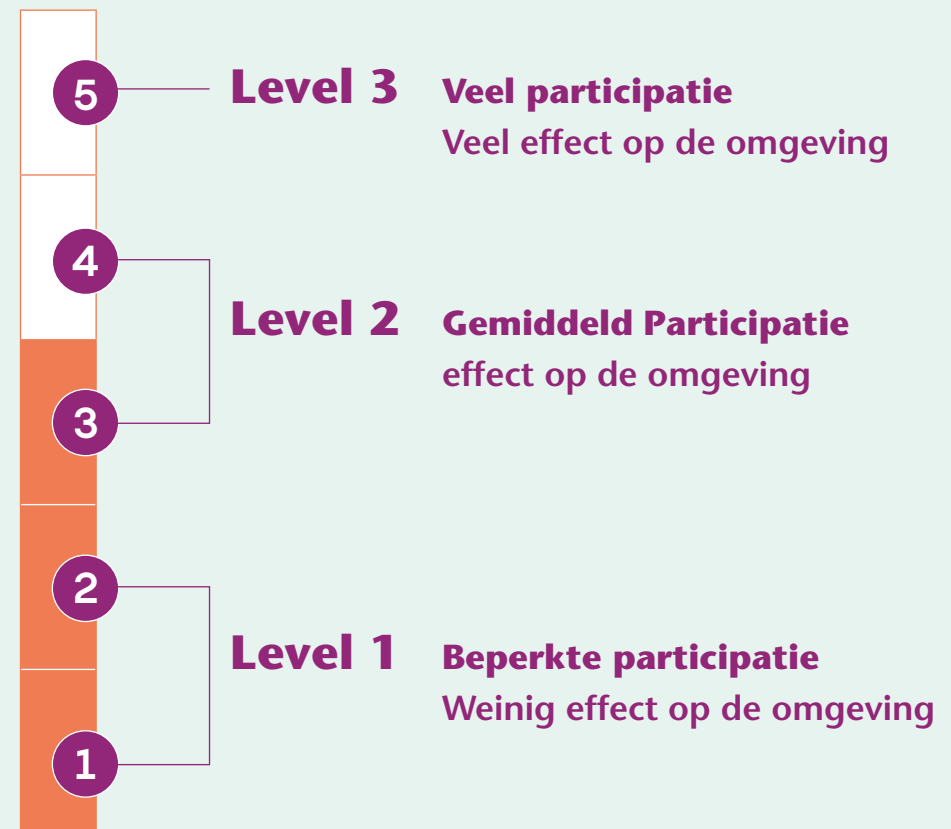 5 Level 3 Veel participatie
Veel effect op de omgeving
4
Level 2 Gemiddeld Participatie
effect op de omgeving
3
2
Level 1 Beperkte participatie
Weinig effect op de omgeving
1